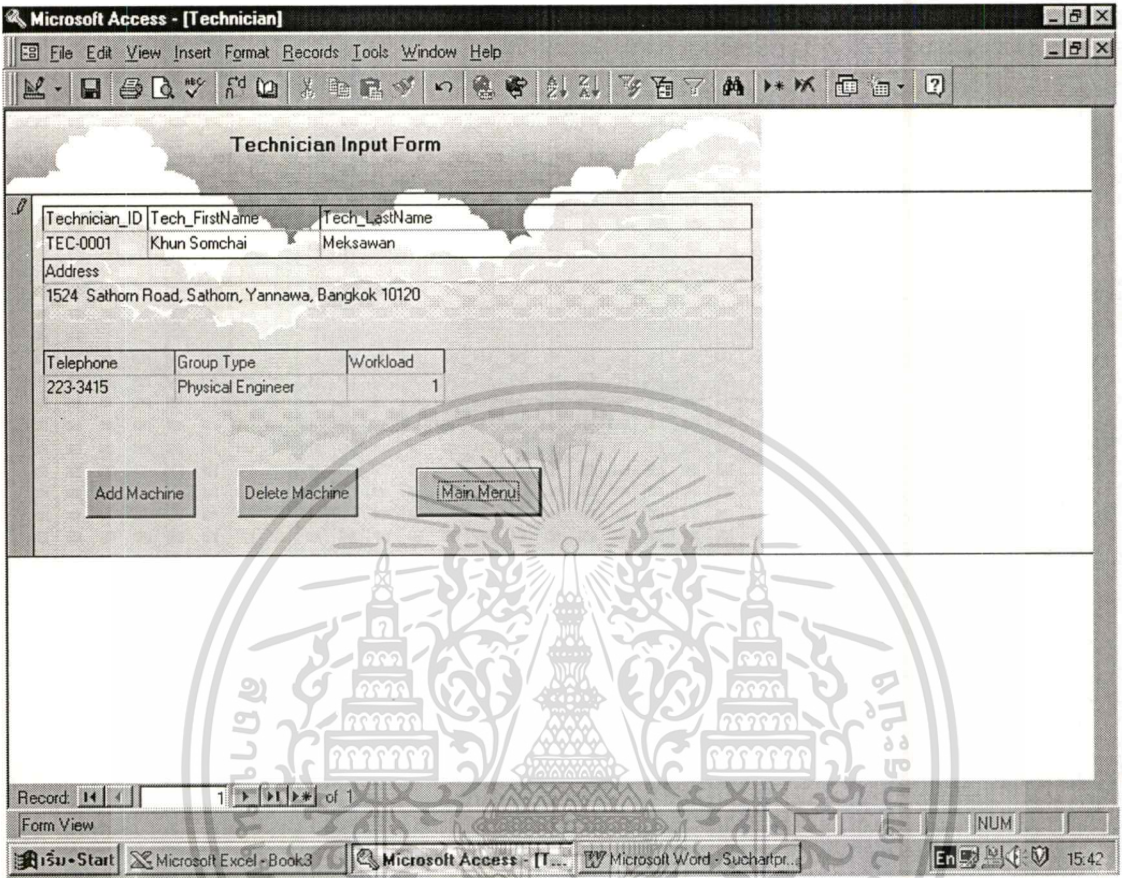 Microsoft Access - [Technician]
File Edit View Insert Format Records Tools Window Help
Technician Input Form
Technician_ID Tech_FirstName Tech_LastName
TEC-0001 Khun Somchai Meksawan
Address
1524 Sathorn Road, Sathorn, Yannawa, Bangkok 10120
Telephone Group Type Workload
223-3415 Physical Engineer 1
Add Machine Delete Machine Main Menu
Record: 1 of 1
Form View NUM
เริ่ม - Start Microsoft Excel - Book3 Microsoft Access - [T... Microsoft Word - Suchartpr... En 15:42